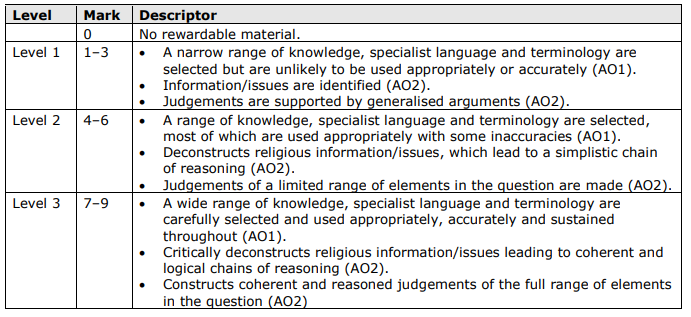 Level Mark Descriptor
0 No rewardable material.
Level 1 1–3 • A narrow range of knowledge, specialist language and terminology are
selected but are unlikely to be used appropriately or accurately (AO1).
• Information/issues are identified (AO2).
• Judgements are supported by generalised arguments (AO2).
Level 2 4–6 • A range of knowledge, specialist language and terminology are selected,
most of which are used appropriately with some inaccuracies (AO1).
• Deconstructs religious information/issues, which lead to a simplistic chain
of reasoning (AO2).
• Judgements of a limited range of elements in the question are made (AO2).
Level 3 7–9 • A wide range of knowledge, specialist language and terminology are
carefully selected and used appropriately, accurately and sustained
throughout (AO1).
• Critically deconstructs religious information/issues leading to coherent and
logical chains of reasoning (AO2).
• Constructs coherent and reasoned judgements of the full range of elements
in the question (AO2)